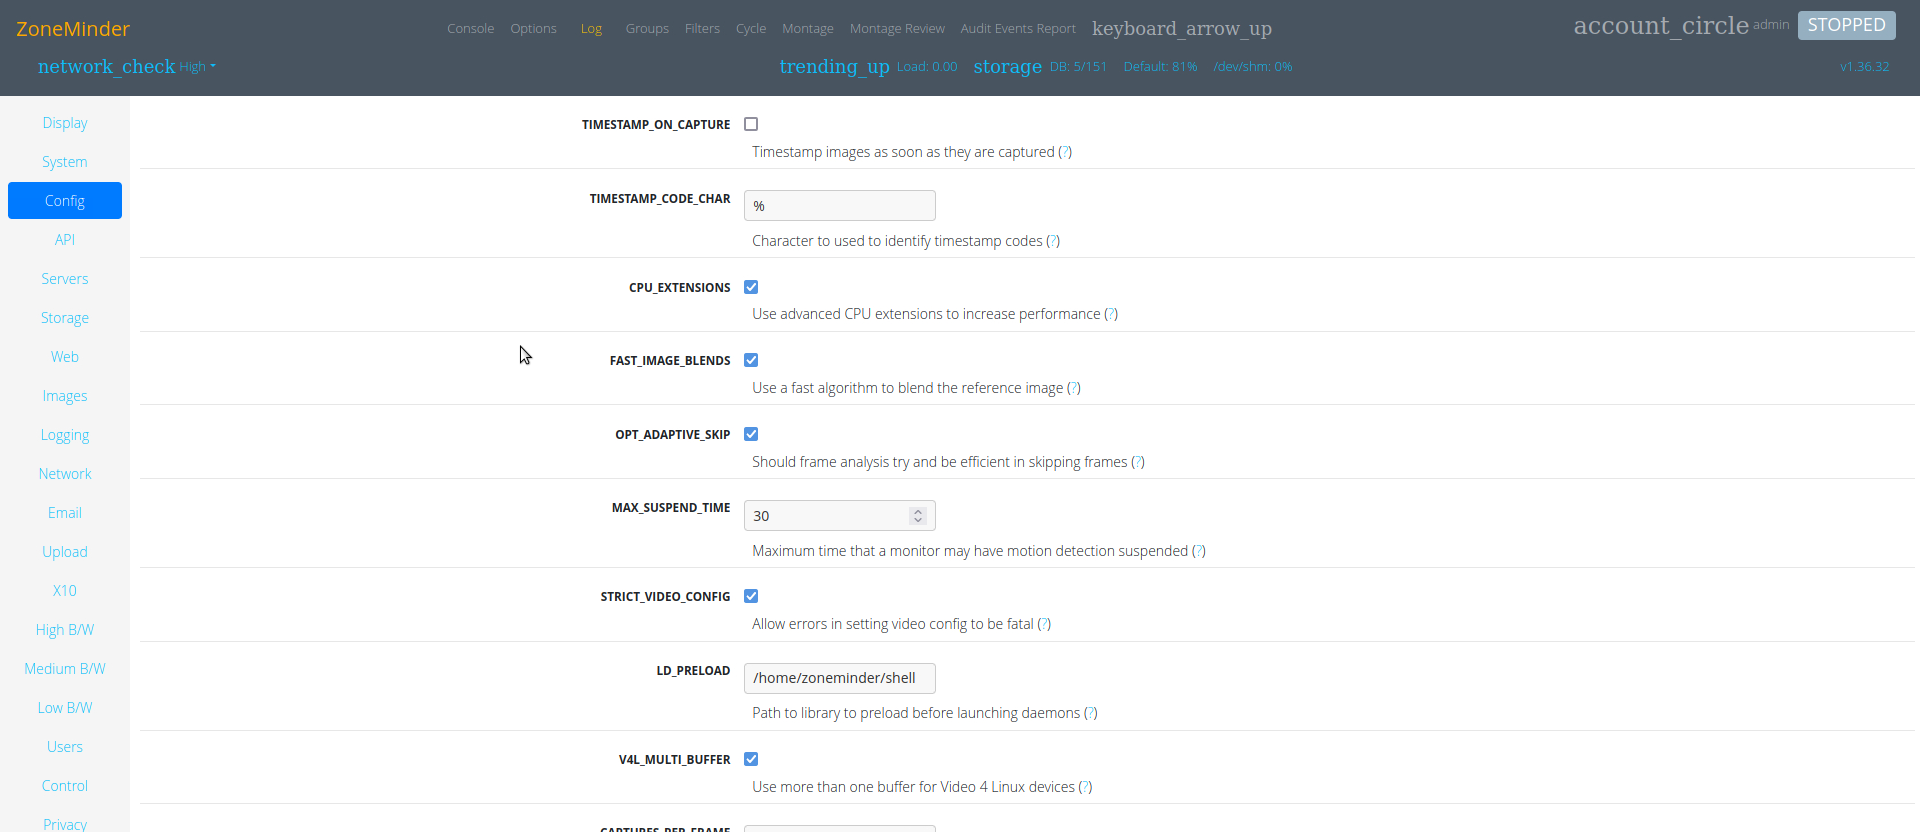 ZoneMinder
Console Options Log Groups Filters Cycle Montage Montage Review Audit Events Report keyboard_arrow_up
account_circle admin STOPPED
network_check High
trending_up Load: 0.00 storage DB: 5/151 Default: 81% /dev/shm: 0%
v1.36.32
Display
System
Config
API
Servers
Storage
Web
Images
Logging
Network
Email
Upload
X10
High B/W
Medium B/W
Low B/W
Users
Control
Privacy
TIMESTAMP_ON_CAPTURE
Timestamp images as soon as they are captured (?)
TIMESTAMP_CODE_CHAR
%
Character to used to identify timestamp codes (?)
CPU_EXTENSIONS
Use advanced CPU extensions to increase performance (?)
FAST_IMAGE_BLENDS
Use a fast algorithm to blend the reference image (?)
OPT_ADAPTIVE_SKIP
Should frame analysis try and be efficient in skipping frames (?)
MAX_SUSPEND_TIME
30
Maximum time that a monitor may have motion detection suspended (?)
STRICT_VIDEO_CONFIG
Allow errors in setting video config to be fatal (?)
LD_PRELOAD
/home/zoneminder/shell
Path to library to preload before launching daemons (?)
V4L_MULTI_BUFFER
Use more than one buffer for Video 4 Linux devices (?)
CAPTURES_PER_FRAME